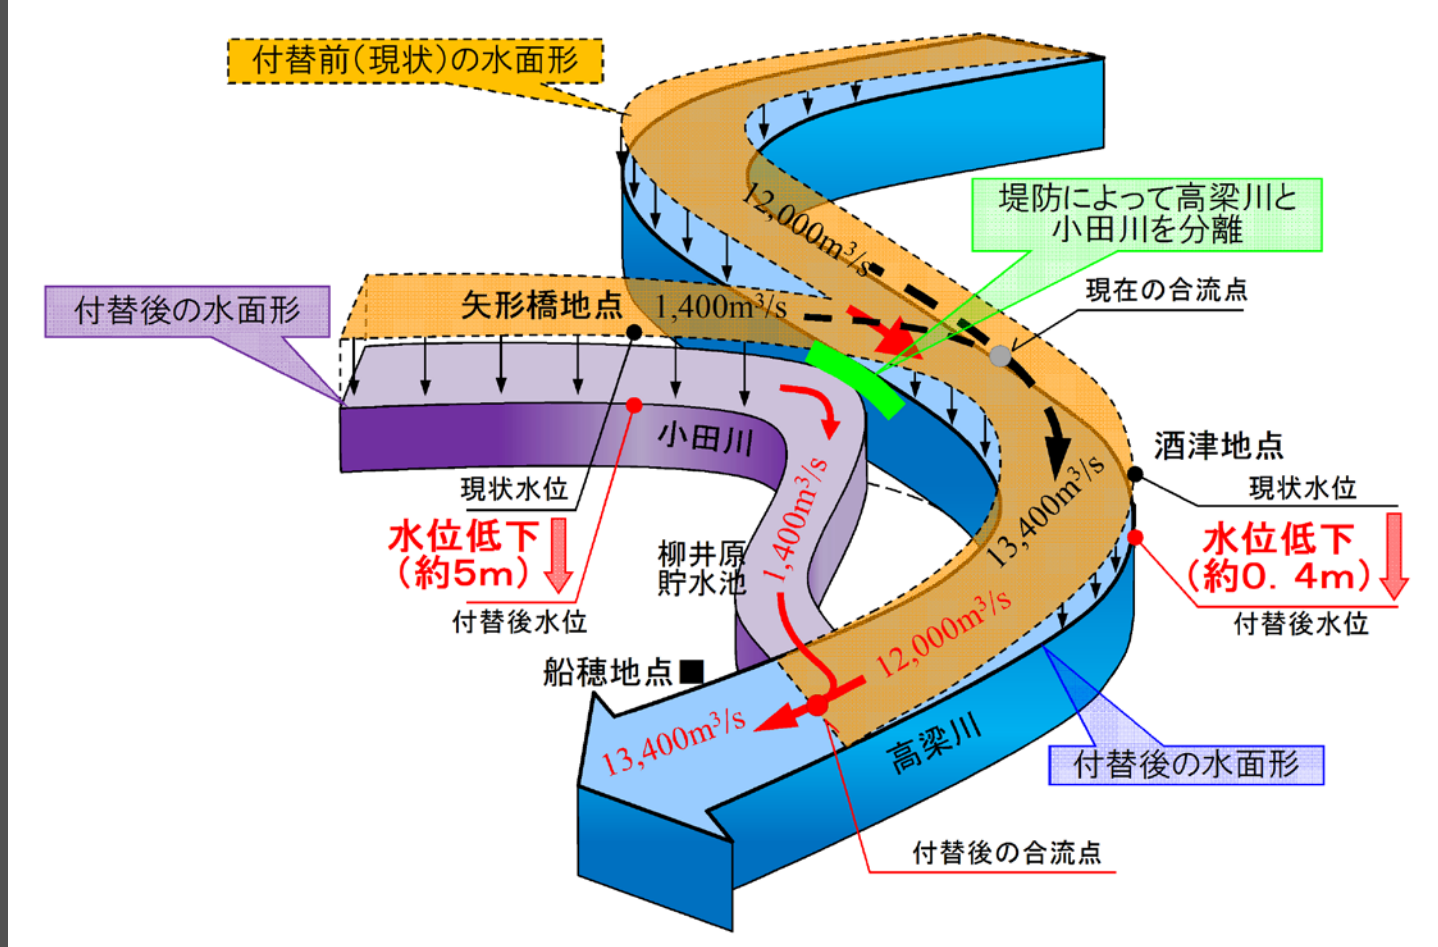 付替前(現状)の水面形
12,000m³/s
堤防によって高梁川と
小田川を分離
現在の合流点
付替後の水面形
矢形橋地点
1,400m³/s
小田川
酒津地点
現状水位
水位低下
(約0.4m)
付替後水位
現状水位
水位低下
(約5m)
付替後水位
1,400m³/s
13,400m³/s
柳井原
貯水池
12,000m³/s
船穂地点
13,400m³/s
高梁川
付替後の水面形
付替後の合流点